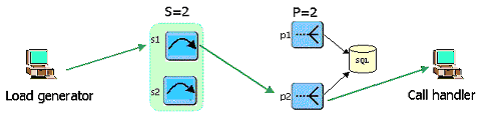 S=2
P=2
s1
p1
SQL
s2
p2
Load generator
Call handler